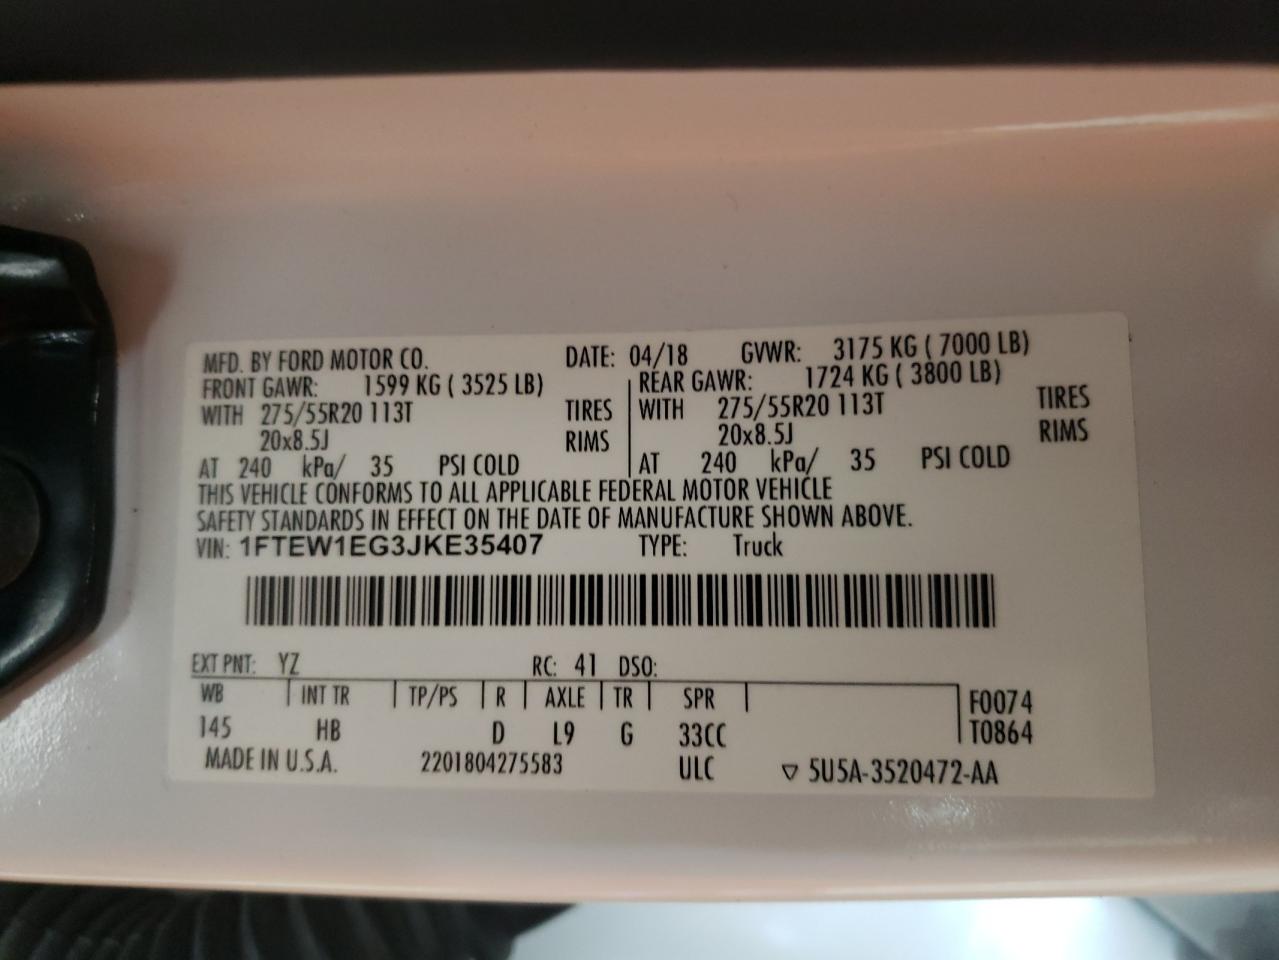 MFD. BY FORD MOTOR CO. DATE: 04/18 GVWR: 3175 KG ( 7000 LB)
FRONT GAWR: 1599 KG ( 3525 LB) REAR GAWR: 1724 KG ( 3800 LB)
WITH 275/55R20 113T TIRES WITH 275/55R20 113T TIRES
20x8.5J RIMS 20x8.5J RIMS
AT 240 kPa/ 35 PSI COLD AT 240 kPa/ 35 PSI COLD
THIS VEHICLE CONFORMS TO ALL APPLICABLE FEDERAL MOTOR VEHICLE
SAFETY STANDARDS IN EFFECT ON THE DATE OF MANUFACTURE SHOWN ABOVE.
VIN: 1FTEW1EG3JKE35407 TYPE: Truck
EXT PNT: YZ RC: 41 DSO:
WB INT TR TP/PS R AXLE TR SPR F0074
145 HB D L9 G 33CC T0864
MADE IN U.S.A. 2201804275583 ULC ▽ 5U5A-3520472-AA